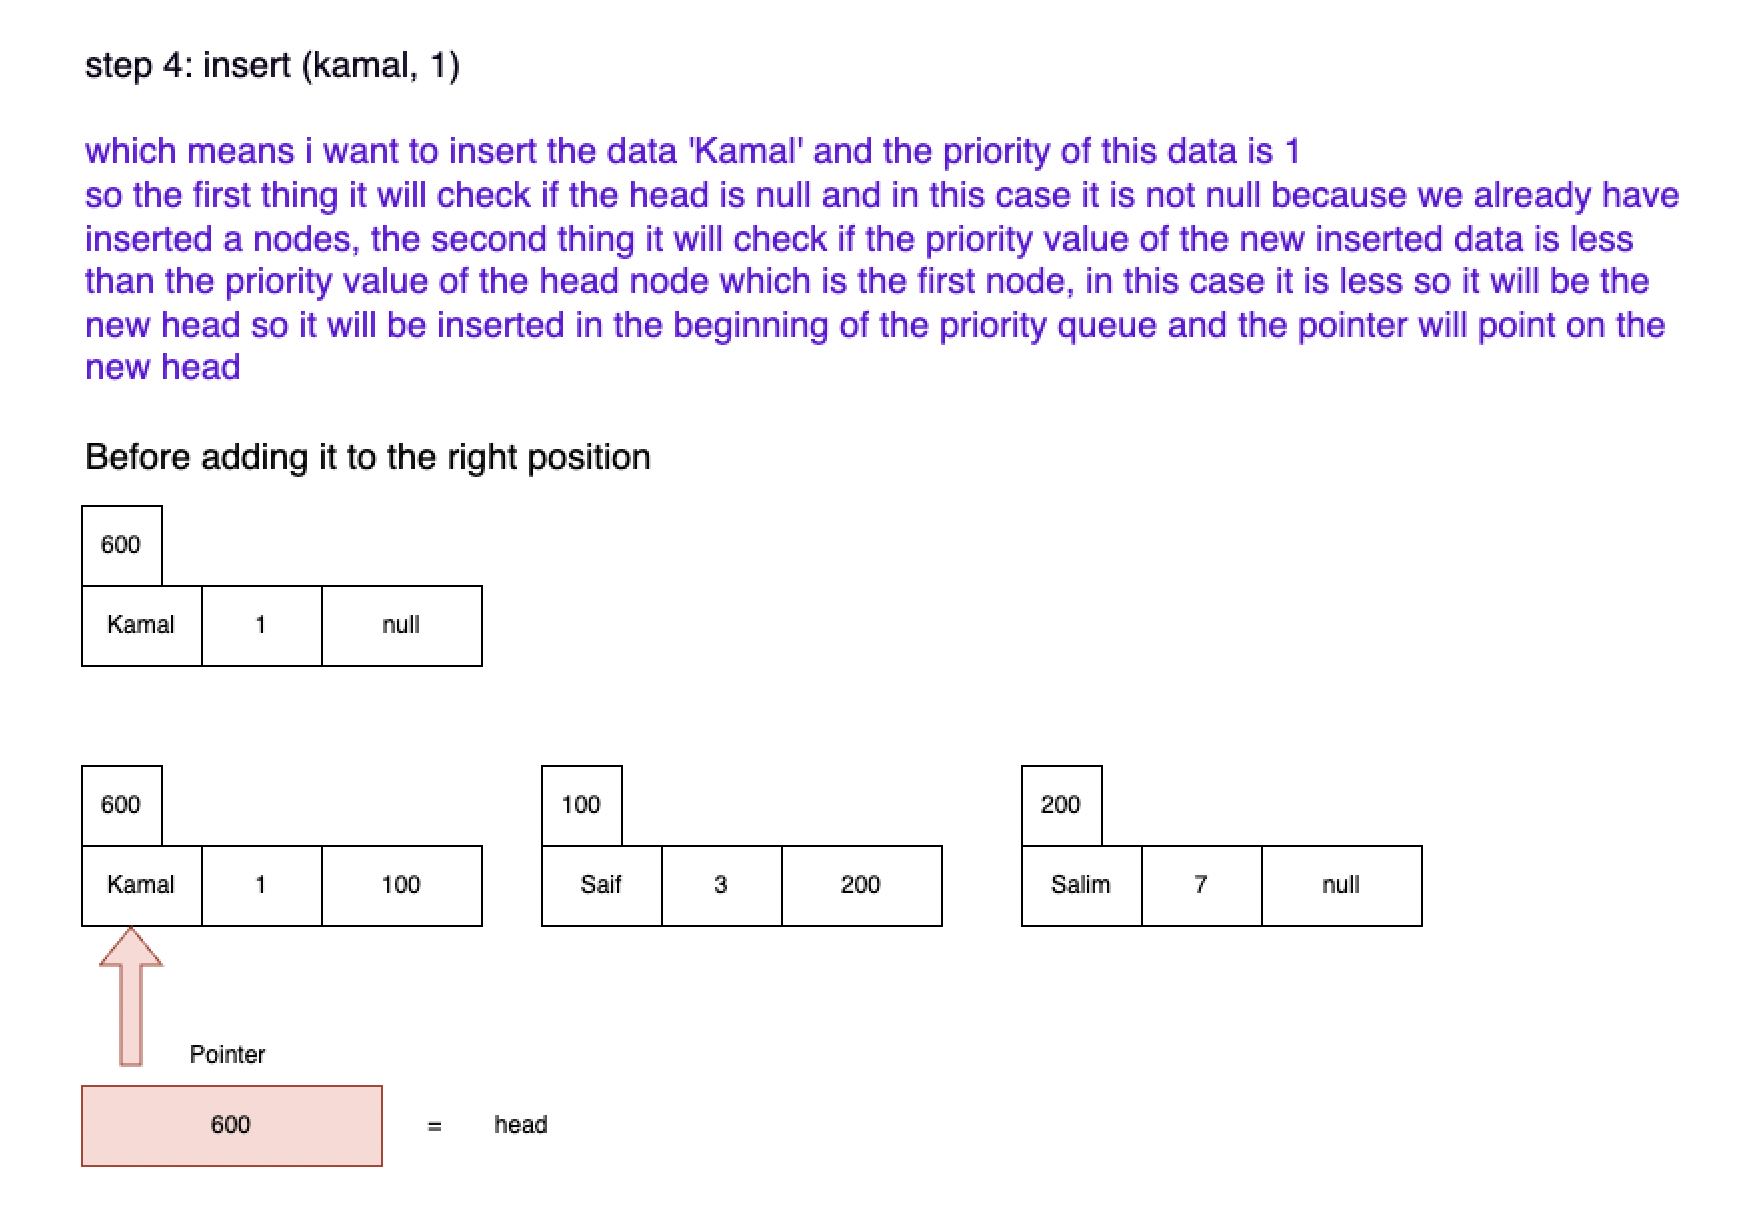 step 4: insert (kamal, 1)
which means i want to insert the data 'Kamal' and the priority of this data is 1
so the first thing it will check if the head is null and in this case it is not null because we already have
inserted a nodes, the second thing it will check if the priority value of the new inserted data is less
than the priority value of the head node which is the first node, in this case it is less so it will be the
new head so it will be inserted in the beginning of the priority queue and the pointer will point on the
new head
Before adding it to the right position
600
Kamal 1 null
600 100 200
Kamal 1 100 Saif 3 200 Salim 7 null
Pointer
600 = head